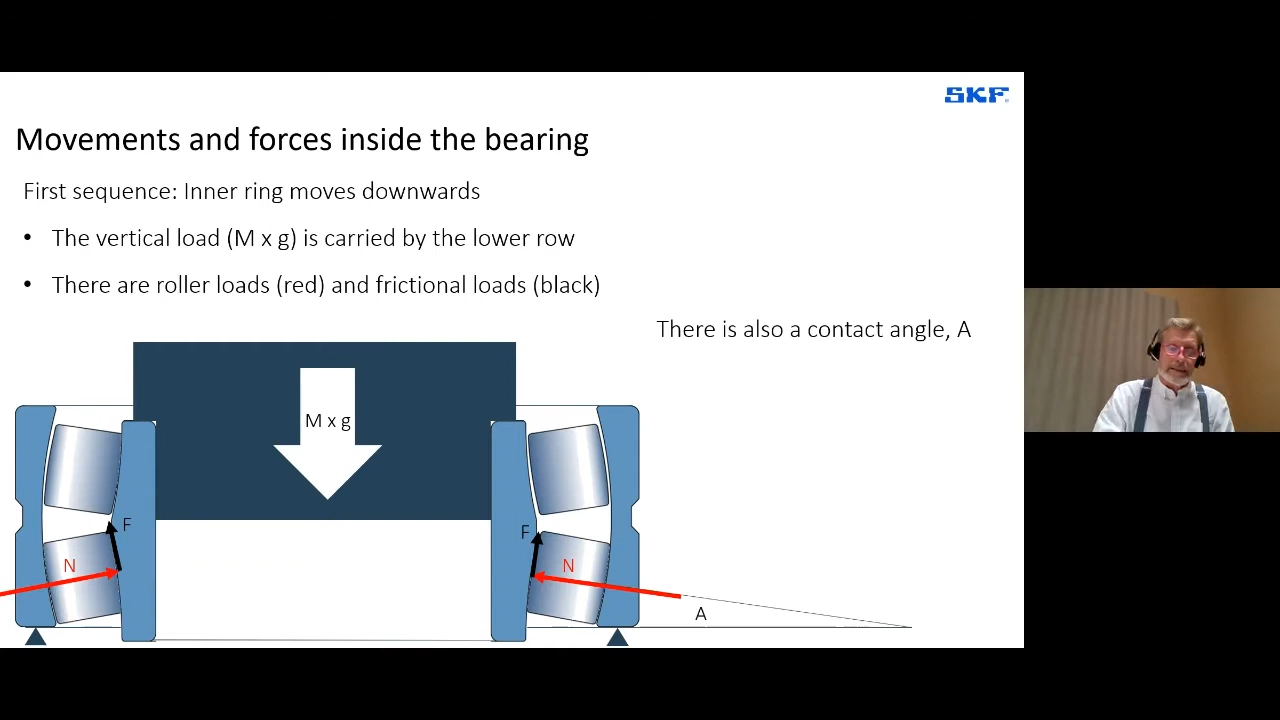 SKF
Movements and forces inside the bearing
First sequence: Inner ring moves downwards
• The vertical load (M x g) is carried by the lower row
• There are roller loads (red) and frictional loads (black)
There is also a contact angle, A
M x g
F
F
N
N
A